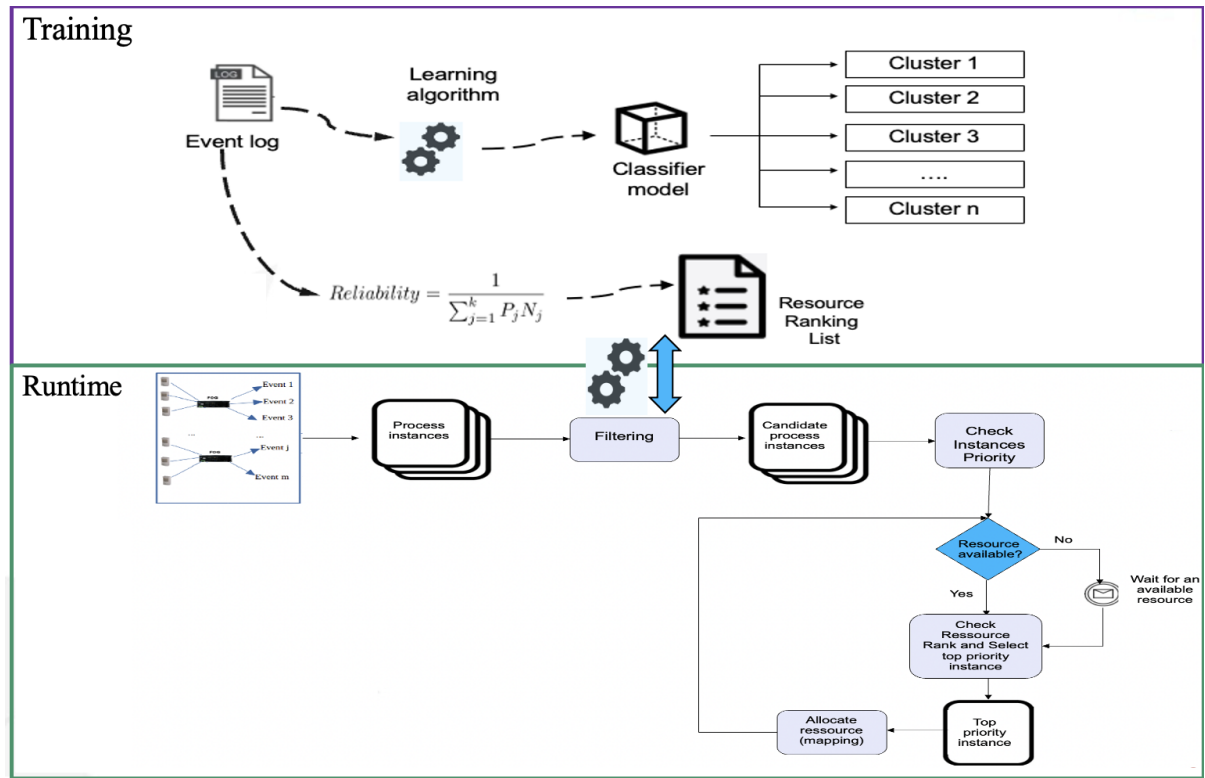 Training
LOG
Event log
Learning
algorithm
Classifier
model
Cluster 1
Cluster 2
Cluster 3
....
Cluster n
Reliability = 1 / ∑_{j=1}^{k} P_j N_j
Resource
Ranking
List
Runtime
FOG
Event 1
Event 2
Event 3
...
...
FOG
Event j
Event m
Process
instances
Filtering
Candidate
process
instances
Check
Instances
Priority
Resource
available?
No
Yes
Wait for an
available
resource
Check
Ressource
Rank and Select
top priority
instance
Top
priority
instance
Allocate
ressource
(mapping)